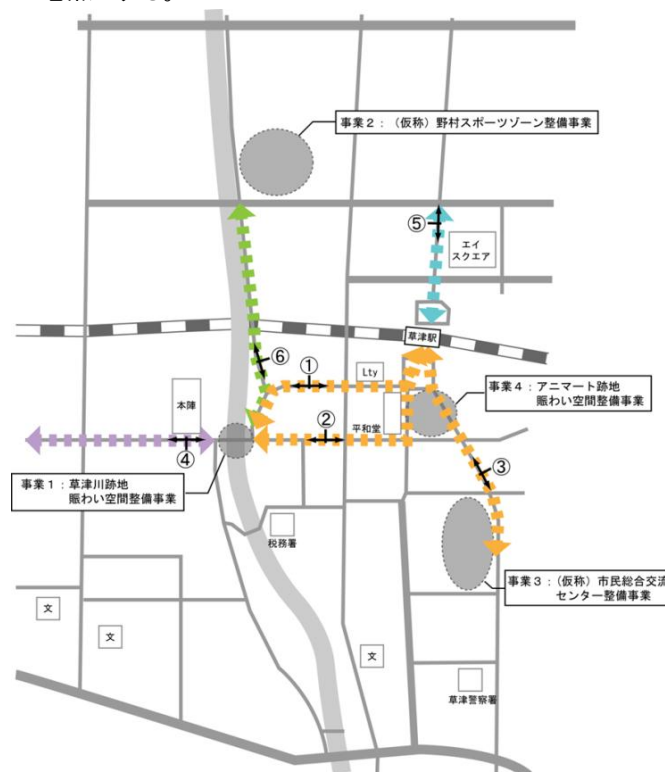 事業２：（仮称）野村スポーツゾーン整備事業
⑤
エイ
スクエア
草津駅
⑥
①
Lty
事業４：アニマート跡地
賑わい空間整備事業
本陣
平和堂
②
④
③
事業１：草津川跡地
賑わい空間整備事業
税務署
事業３：（仮称）市民総合交流
センター整備事業
文
文
文
草津警察署